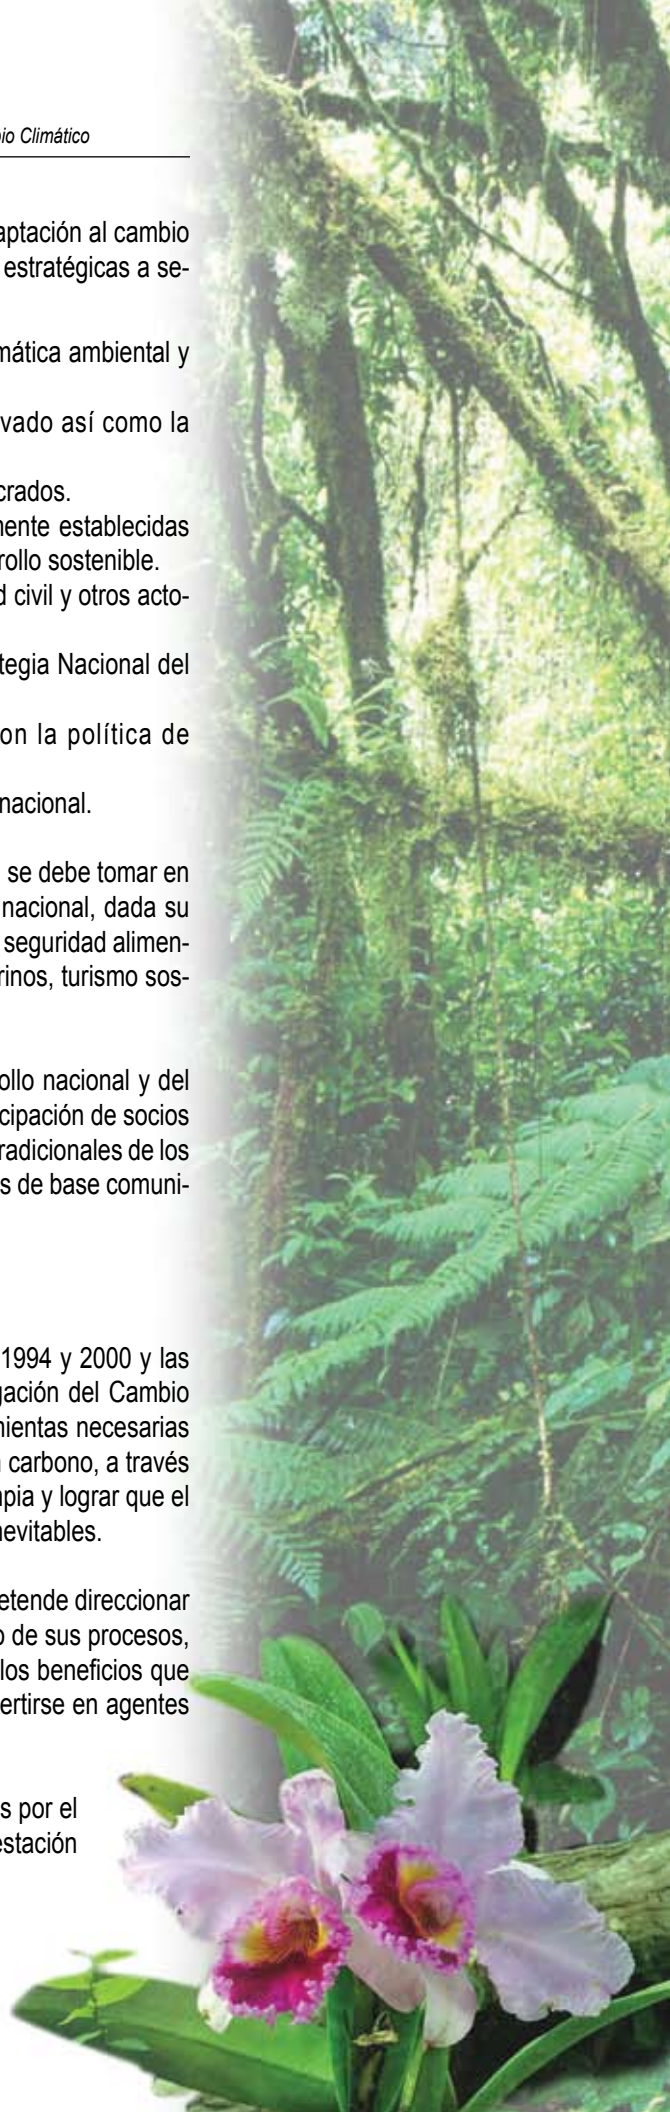 io Climático
aptación al cambio
estratégicas a se-
mática ambiental y
vado así como la
crados.
mente establecidas
rollo sostenible.
d civil y otros acto-
tegia Nacional del
on la política de
nacional.
se debe tomar en
nacional, dada su
seguridad alimen-
rinos, turismo sos-
ollo nacional y del
cipación de socios
radicionales de los
s de base comuni-
1994 y 2000 y las
gación del Cambio
mientas necesarias
carbono, a través
npia y lograr que el
nevitables.
etende direccionar
o de sus procesos,
los beneficios que
ertirse en agentes
s por el
estación